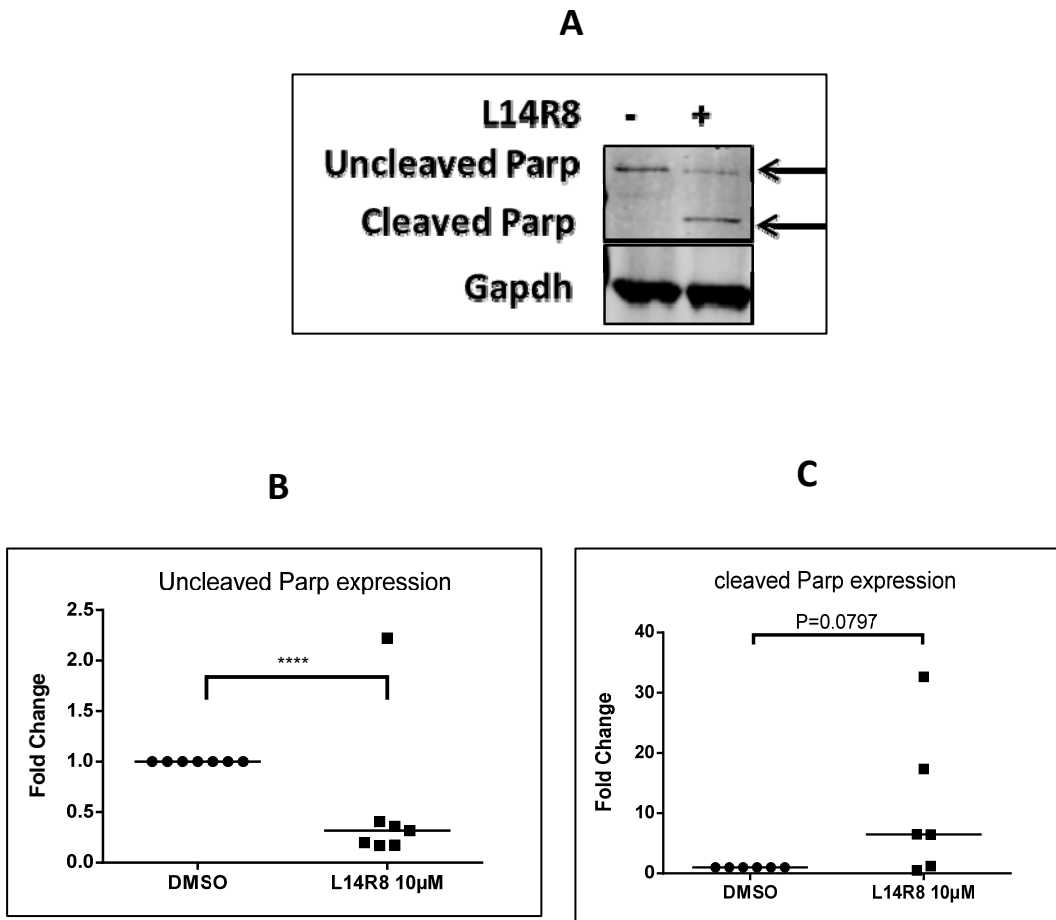 A
L14R8 - +
Uncleaved Parp
Cleaved Parp
Gapdh
B
Uncleaved Parp expression
Fold Change
2.5
2.0
1.5
1.0
0.5
0.0
****
DMSO L14R8 10µM
C
cleaved Parp expression
P=0.0797
Fold Change
40
30
20
10
0
DMSO L14R8 10µM